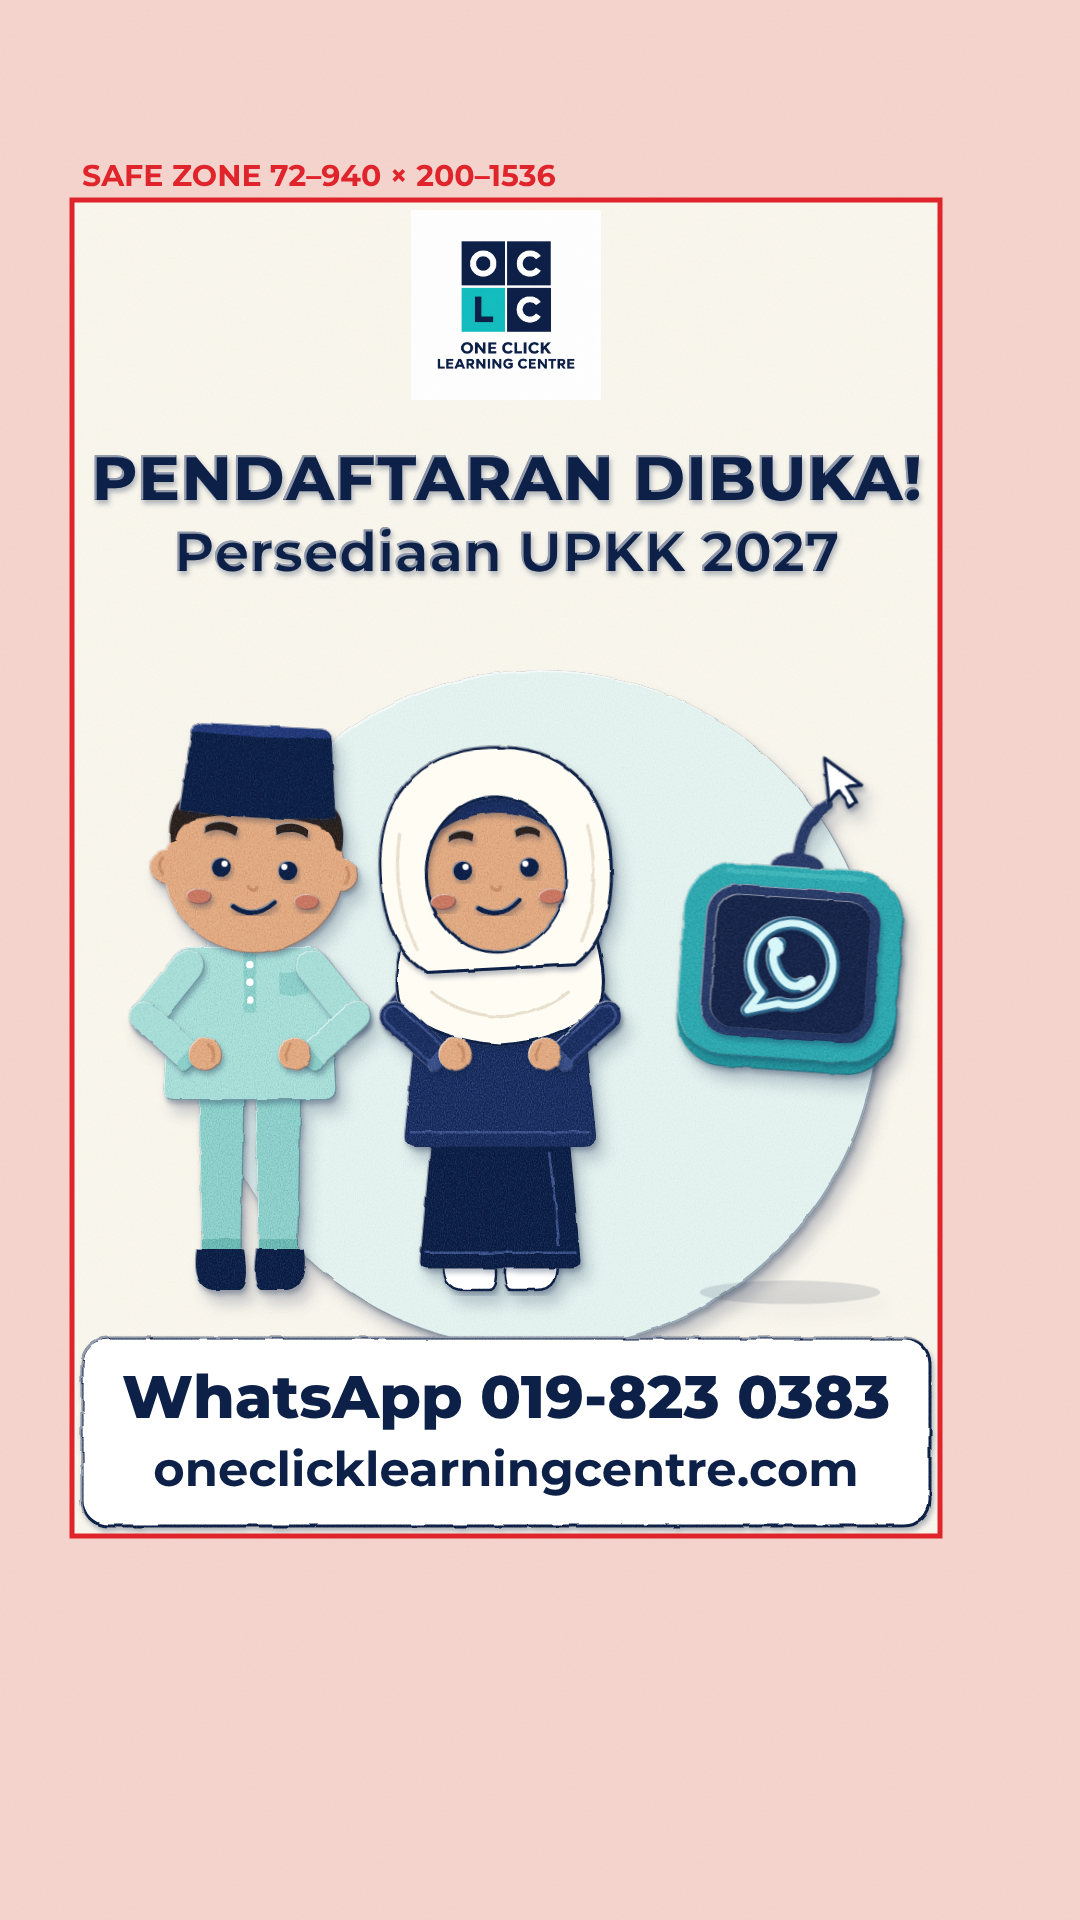 SAFE ZONE 72–940 × 200–1536
O C
L C
ONE CLICK
LEARNING CENTRE
PENDAFTARAN DIBUKA!
Persediaan UPKK 2027
WhatsApp 019-823 0383
oneclicklearningcentre.com